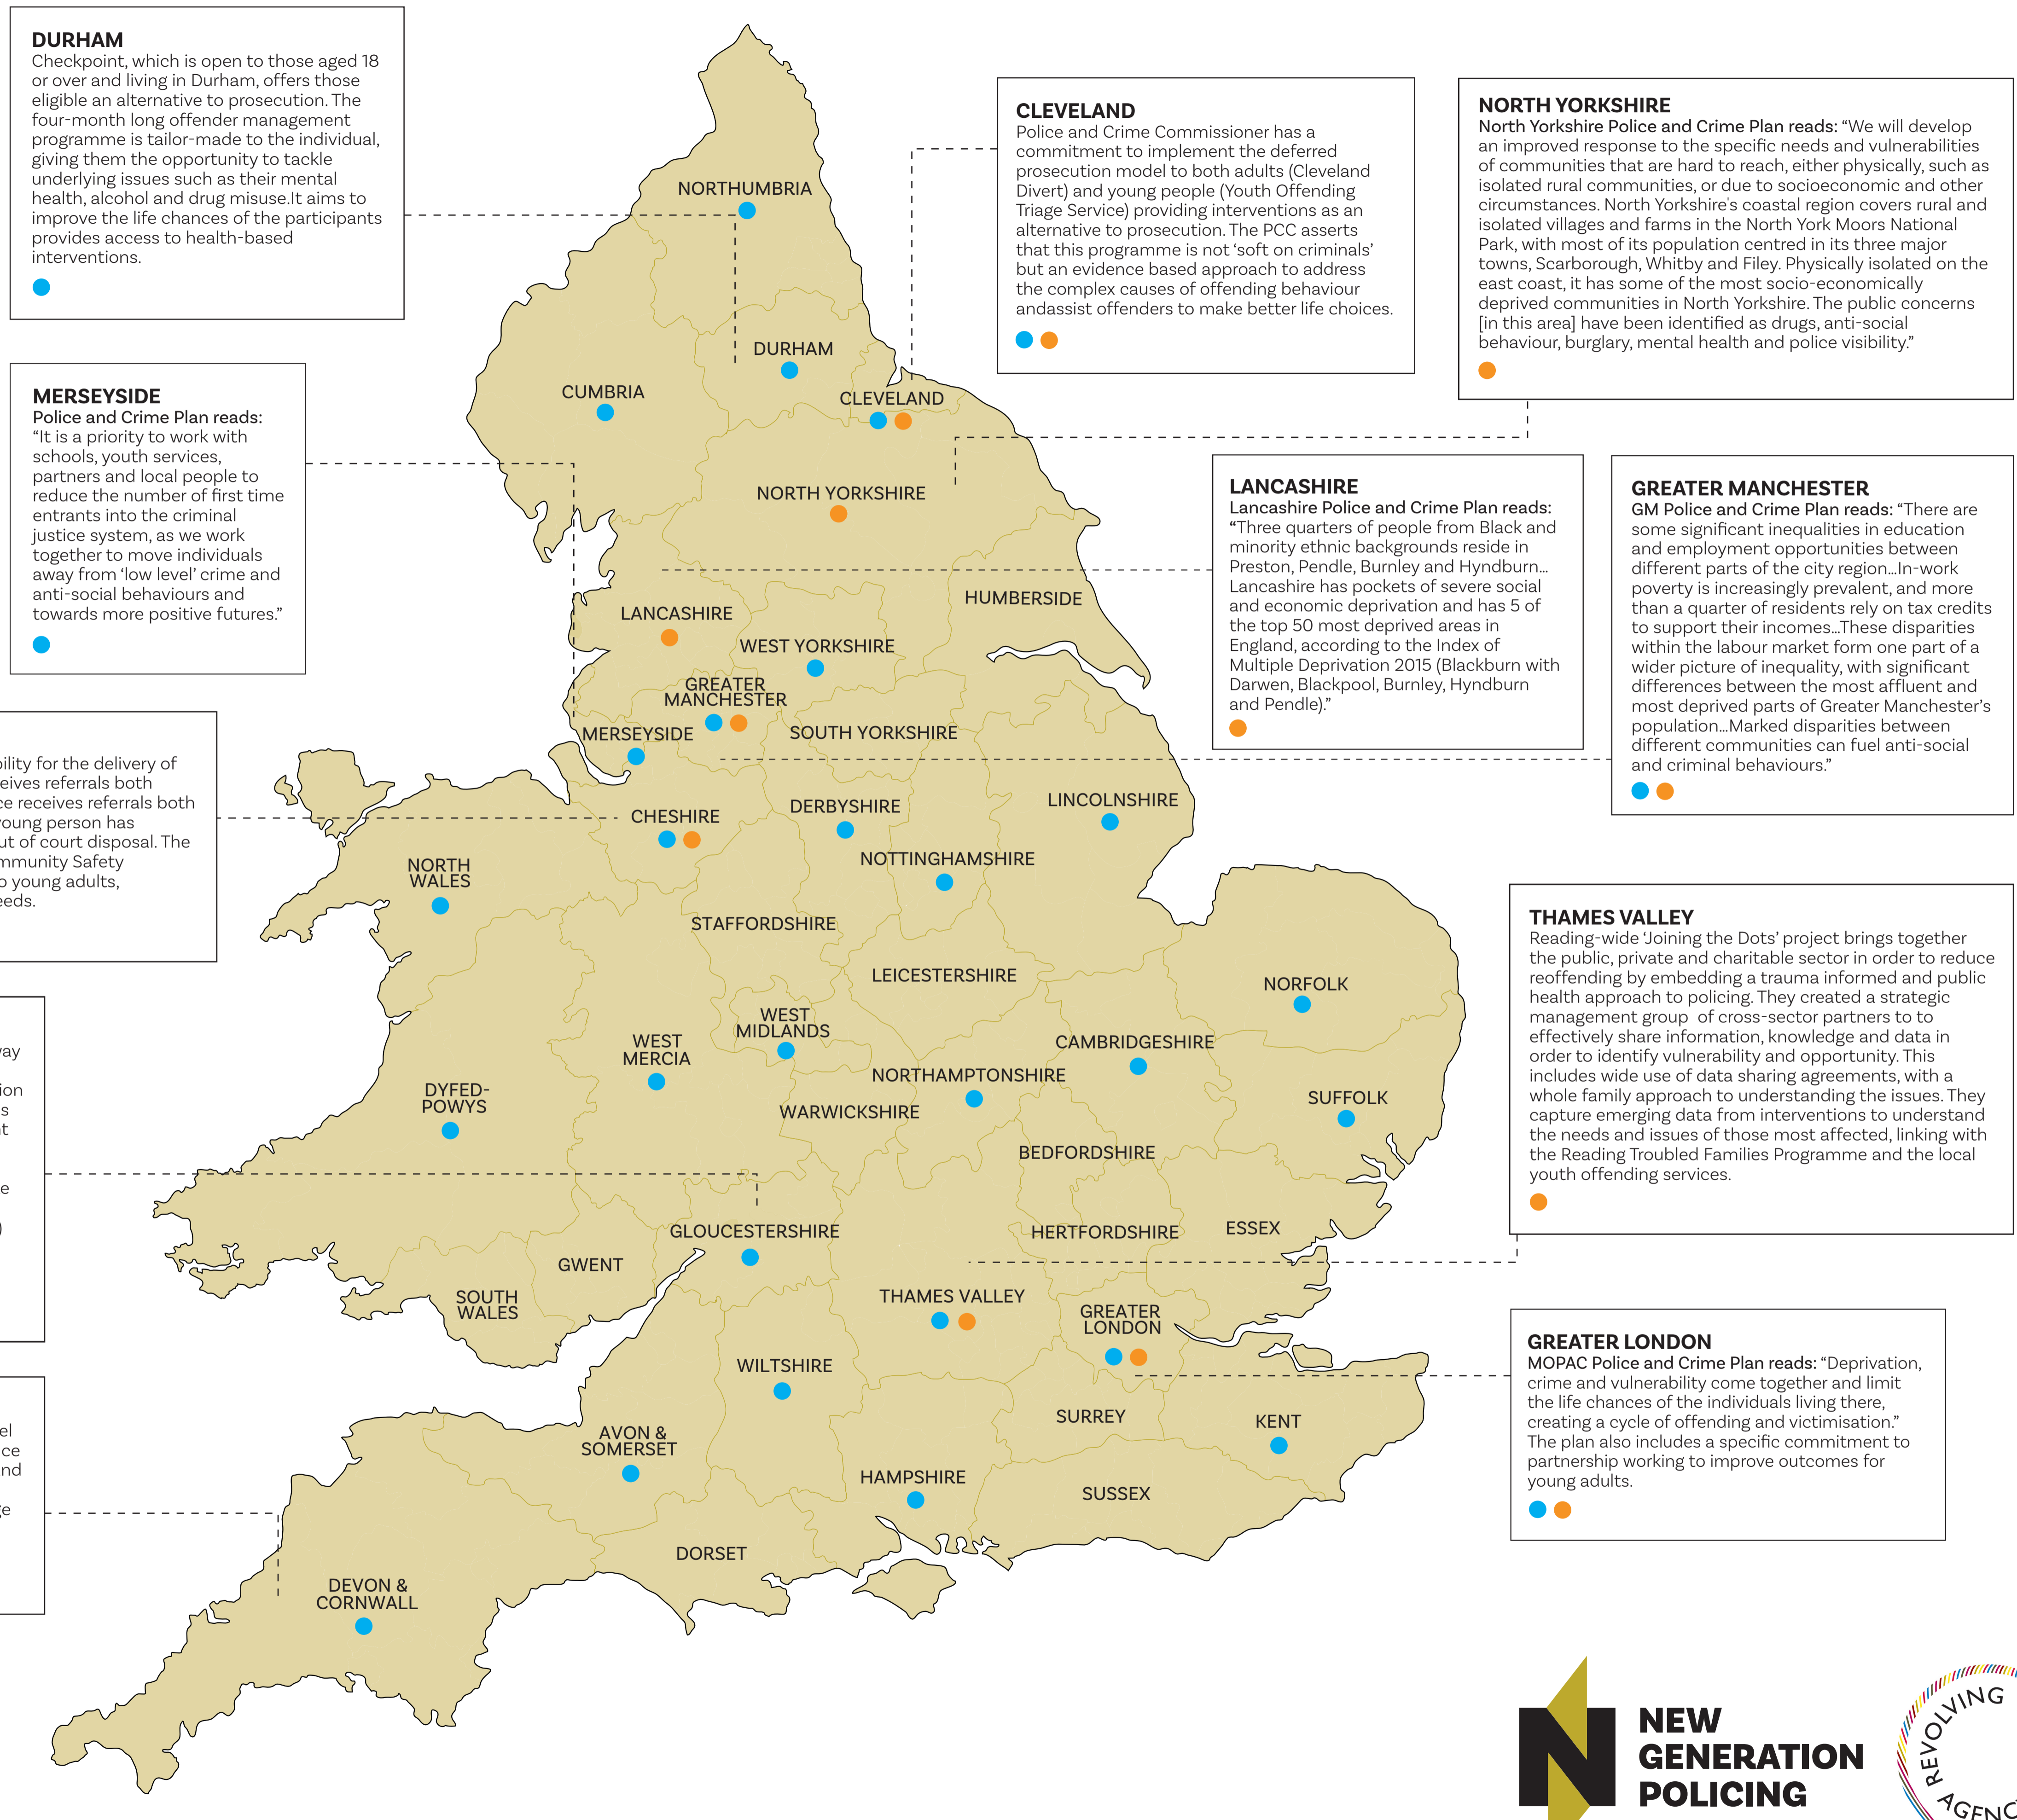 DURHAM
Checkpoint, which is open to those aged 18
or over and living in Durham, offers those
eligible an alternative to prosecution. The
four-month long offender management
programme is tailor-made to the individual,
giving them the opportunity to tackle
underlying issues such as their mental
health, alcohol and drug misuse.It aims to
improve the life chances of the participants
provides access to health-based
interventions.
CLEVELAND
Police and Crime Commissioner has a
commitment to implement the deferred
prosecution model to both adults (Cleveland
Divert) and young people (Youth Offending
Triage Service) providing interventions as an
alternative to prosecution. The PCC asserts
that this programme is not ‘soft on criminals’
but an evidence based approach to address
the complex causes of offending behaviour
andassist offenders to make better life choices.
NORTH YORKSHIRE
North Yorkshire Police and Crime Plan reads: “We will develop
an improved response to the specific needs and vulnerabilities
of communities that are hard to reach, either physically, such as
isolated rural communities, or due to socioeconomic and other
circumstances. North Yorkshire's coastal region covers rural and
isolated villages and farms in the North York Moors National
Park, with most of its population centred in its three major
towns, Scarborough, Whitby and Filey. Physically isolated on the
east coast, it has some of the most socio-economically
deprived communities in North Yorkshire. The public concerns
[in this area] have been identified as drugs, anti-social
behaviour, burglary, mental health and police visibility.”
MERSEYSIDE
Police and Crime Plan reads:
“It is a priority to work with
schools, youth services,
partners and local people to
reduce the number of first time
entrants into the criminal
justice system, as we work
together to move individuals
away from ‘low level’ crime and
anti-social behaviours and
towards more positive futures.”
LANCASHIRE
Lancashire Police and Crime Plan reads:
“Three quarters of people from Black and
minority ethnic backgrounds reside in
Preston, Pendle, Burnley and Hyndburn...
Lancashire has pockets of severe social
and economic deprivation and has 5 of
the top 50 most deprived areas in
England, according to the Index of
Multiple Deprivation 2015 (Blackburn with
Darwen, Blackpool, Burnley, Hyndburn
and Pendle).”
GREATER MANCHESTER
GM Police and Crime Plan reads: “There are
some significant inequalities in education
and employment opportunities between
different parts of the city region...In-work
poverty is increasingly prevalent, and more
than a quarter of residents rely on tax credits
to support their incomes...These disparities
within the labour market form one part of a
wider picture of inequality, with significant
differences between the most affluent and
most deprived parts of Greater Manchester’s
population...Marked disparities between
different communities can fuel anti-social
and criminal behaviours.”
bility for the delivery of
eives referrals both
ce receives referrals both
young person has
ut of court disposal. The
mmunity Safety
o young adults,
eeds.
THAMES VALLEY
Reading-wide ‘Joining the Dots’ project brings together
the public, private and charitable sector in order to reduce
reoffending by embedding a trauma informed and public
health approach to policing. They created a strategic
management group of cross-sector partners to to
effectively share information, knowledge and data in
order to identify vulnerability and opportunity. This
includes wide use of data sharing agreements, with a
whole family approach to understanding the issues. They
capture emerging data from interventions to understand
the needs and issues of those most affected, linking with
the Reading Troubled Families Programme and the local
youth offending services.
way
ion
s
nt
e
)
GREATER LONDON
MOPAC Police and Crime Plan reads: “Deprivation,
crime and vulnerability come together and limit
the life chances of the individuals living there,
creating a cycle of offending and victimisation.”
The plan also includes a specific commitment to
partnership working to improve outcomes for
young adults.
el
ce
nd
ge
NORTHUMBRIA
DURHAM
CUMBRIA
CLEVELAND
NORTH YORKSHIRE
HUMBERSIDE
LANCASHIRE
WEST YORKSHIRE
GREATER
MANCHESTER
MERSEYSIDE
SOUTH YORKSHIRE
CHESHIRE
DERBYSHIRE
LINCOLNSHIRE
NOTTINGHAMSHIRE
NORTH
WALES
STAFFORDSHIRE
LEICESTERSHIRE
NORFOLK
WEST
MIDLANDS
WEST
MERCIA
CAMBRIDGESHIRE
NORTHAMPTONSHIRE
DYFED-
POWYS
WARWICKSHIRE
SUFFOLK
BEDFORDSHIRE
GLOUCESTERSHIRE
HERTFORDSHIRE
ESSEX
GWENT
SOUTH
WALES
THAMES VALLEY
GREATER
LONDON
WILTSHIRE
SURREY
KENT
AVON &
SOMERSET
HAMPSHIRE
SUSSEX
DORSET
DEVON &
CORNWALL
NEW
GENERATION
POLICING
REVOLVING
AGENC